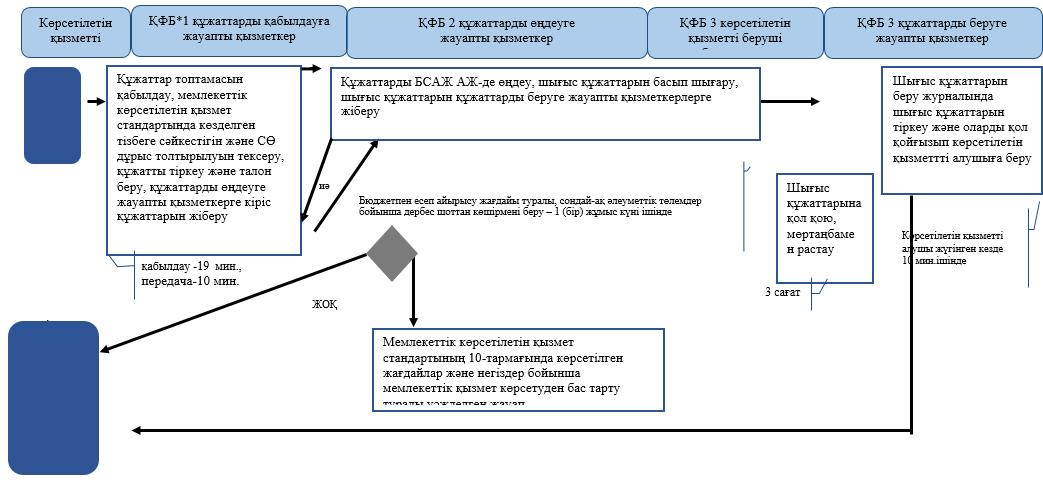 Көрсетілетін
қызметті
ҚФБ*1 құжаттарды қабылдауға
жауапты қызметкер
ҚФБ 2 құжаттарды өңдеуге
жауапты қызметкер
ҚФБ 3 көрсетілетін
қызметті беруші
ҚФБ 3 құжаттарды беруге
жауапты қызметкер
Құжаттар топтамасын
қабылдау, мемлекеттік
көрсетілетін қызмет
стандартында көзделген
тізбеге сәйкестігін және СӨ
дұрыс толтырылуын тексеру,
құжатты тіркеу және талон
беру, құжаттарды өңдеуге
жауапты қызметкерге кіріс
құжаттарын жіберу
Құжаттарды БСАЖ АЖ-де өңдеу, шығыс құжаттарын басып шығару,
шығыс құжаттарын құжаттарды беруге жауапты қызметкерлерге
жіберу
Шығыс құжаттарын
беру журналында
шығыс құжаттарын
тіркеу және оларды қол
қойғызып көрсетілетін
қызметтті алушыға беру
иә
Бюджетпен есеп айырысу жағдайы туралы, сондай-ақ әлеуметтік төлемдер
бойынша дербес шоттан көшірмені беру – 1 (бір) жұмыс күні ішінде
Шығыс
құжаттарына
қол қою,
мөртаңбаме
н растау
Көрсетілетін қызметті
алушы жүгінген кезде
10 мин.ішінде
қабылдау -19 мин.,
передача-10 мин.
3 сағат
ЖОҚ
Мемлекеттік көрсетілетін қызмет
стандартының 10-тармағында көрсетілген
жағдайлар және негіздер бойынша
мемлекеттік қызмет көрсетуден бас тарту
туралы уәжделген жауап